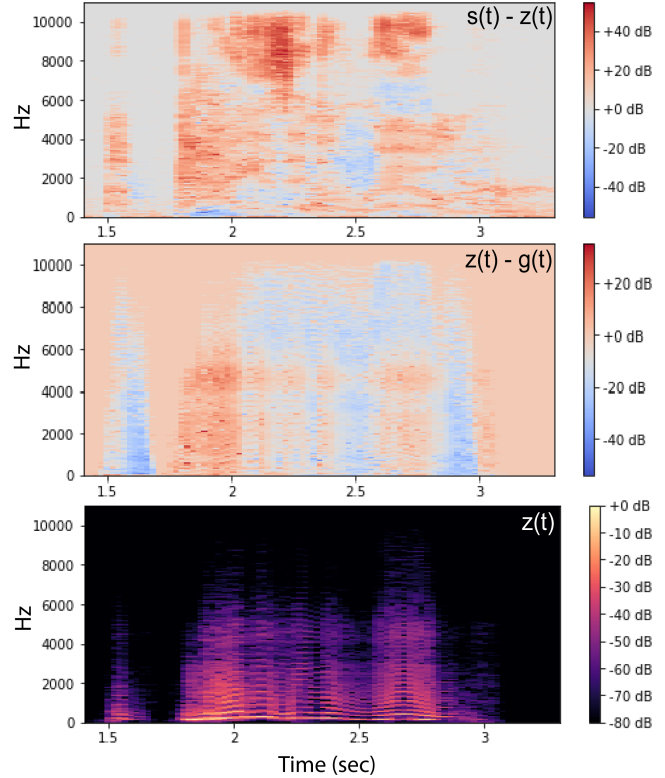 s(t) - z(t)
10000
8000
6000
4000
2000
0
Hz
1.5
2
2.5
3
+40 dB
+20 dB
+0 dB
-20 dB
-40 dB
z(t) - g(t)
10000
8000
6000
4000
2000
0
Hz
1.5
2
2.5
3
+20 dB
+0 dB
-20 dB
-40 dB
z(t)
10000
8000
6000
4000
2000
0
Hz
1.5
2
2.5
3
+0 dB
-10 dB
-20 dB
-30 dB
-40 dB
-50 dB
-60 dB
-70 dB
-80 dB
Time (sec)